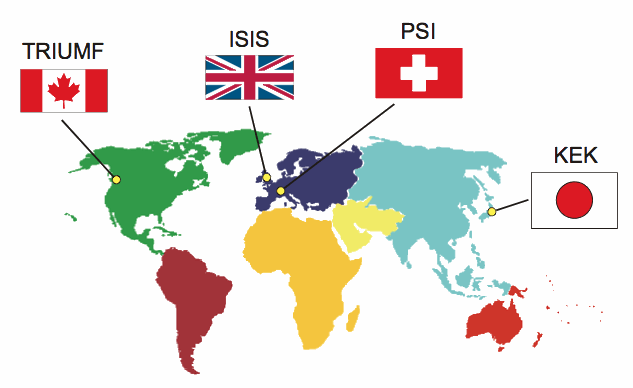 TRIUMF
ISIS
PSI
KEK